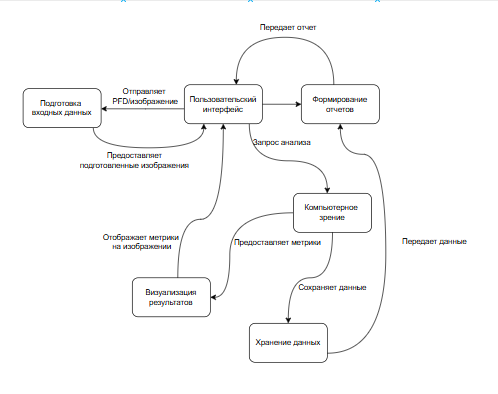 Передает отчет
Отправляет
PFD/изображение
Подготовка
входных данных
Пользовательский
интерфейс
Формирование
отчетов
Запрос анализа
Предоставляет
подготовленные изображения
Компьютерное
зрение
Отображает метрики
на изображении
Предоставляет метрики
Передает данные
Визуализация
результатов
Сохраняет данные
Хранение данных